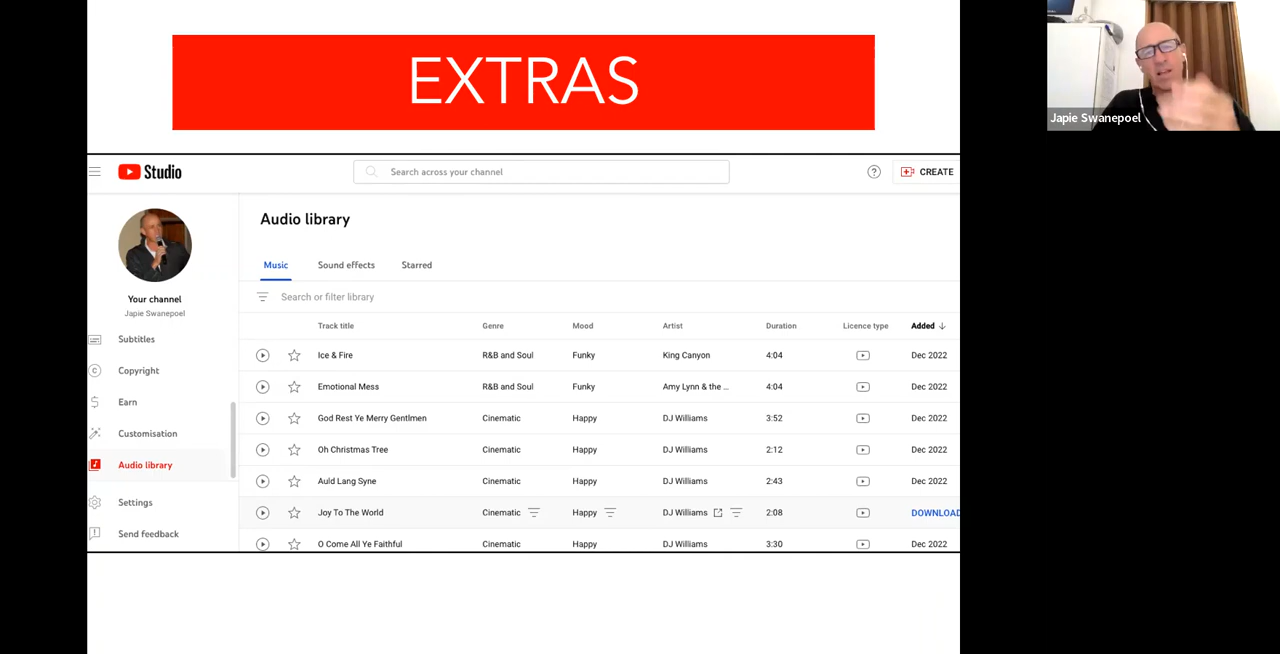 EXTRAS
Studio
Search across your channel
CREATE
Your channel
Japie Swanepoel
Subtitles
Copyright
Earn
Customisation
Audio library
Settings
Send feedback
Audio library
Music Sound effects Starred
Search or filter library
Track title Genre Mood Artist Duration Licence type Added
Ice & Fire R&B and Soul Funky King Canyon 4:04 Dec 2022
Emotional Mess R&B and Soul Funky Amy Lynn & the ... 4:04 Dec 2022
God Rest Ye Merry Gentlmen Cinematic Happy DJ Williams 3:52 Dec 2022
Oh Christmas Tree Cinematic Happy DJ Williams 2:12 Dec 2022
Auld Lang Syne Cinematic Happy DJ Williams 2:43 Dec 2022
Joy To The World Cinematic Happy DJ Williams 2:08 DOWNLOAD
O Come All Ye Faithful Cinematic Happy DJ Williams 3:30 Dec 2022
Japie Swanepoel